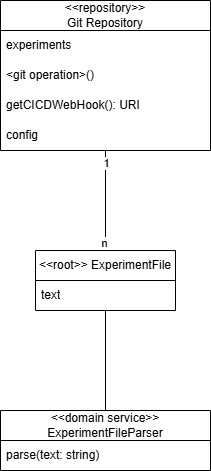 <<repository>>
Git Repository
experiments
<git operation>()
getCICDWebHook(): URI
config
1
n
<<root>> ExperimentFile
text
<<domain service>>
ExperimentFileParser
parse(text: string)